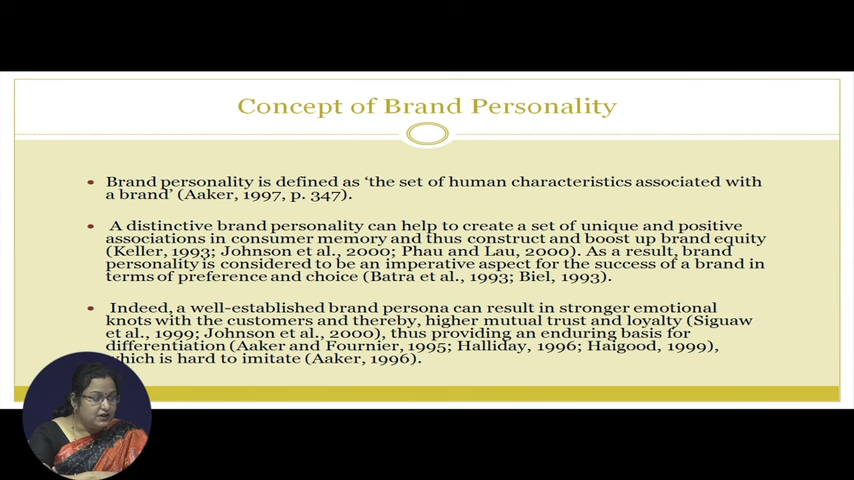 Concept of Brand Personality
Brand personality is defined as ‘the set of human characteristics associated with
a brand’ (Aaker, 1997, p. 347).
A distinctive brand personality can help to create a set of unique and positive
associations in consumer memory and thus construct and boost up brand equity
(Keller, 1993; Johnson et al., 2000; Phau and Lau, 2000). As a result, brand
personality is considered to be an imperative aspect for the success of a brand in
terms of preference and choice (Batra et al., 1993; Biel, 1993).
Indeed, a well-established brand persona can result in stronger emotional
knots with the customers and thereby, higher mutual trust and loyalty (Siguaw
et al., 1999; Johnson et al., 2000), thus providing an enduring basis for
differentiation (Aaker and Fournier, 1995; Halliday, 1996; Haigood, 1999),
which is hard to imitate (Aaker, 1996).